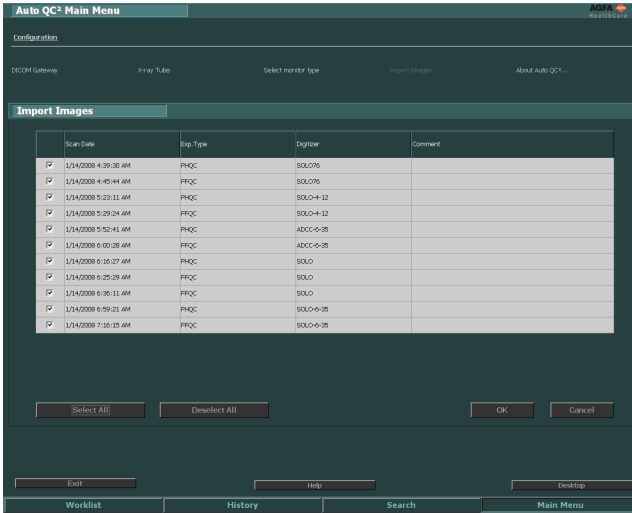 Auto QC² Main Menu
AGFA
HealthCare
Configuration
DICOM Gateway X-ray Tube Select monitor type Import Images About Auto QC²...
Import Images
Scan Date Exp.Type Digitizer Comment
1/14/2008 4:39:30 AM PHQC SOLO76
1/14/2008 4:45:44 AM FFQC SOLO76
1/14/2008 5:23:11 AM PHQC SOLO-4-12
1/14/2008 5:29:24 AM FFQC SOLO-4-12
1/14/2008 5:52:41 AM PHQC ADCC-6-35
1/14/2008 6:00:28 AM FFQC ADCC-6-35
1/14/2008 6:16:27 AM PHQC SOLO
1/14/2008 6:25:29 AM FFQC SOLO
1/14/2008 6:36:11 AM FFQC SOLO
1/14/2008 6:59:21 AM PHQC SOLO-6-35
1/14/2008 7:16:15 AM FFQC SOLO-6-35
Select All Deselect All OK Cancel
Exit Help Desktop
Worklist History Search Main Menu